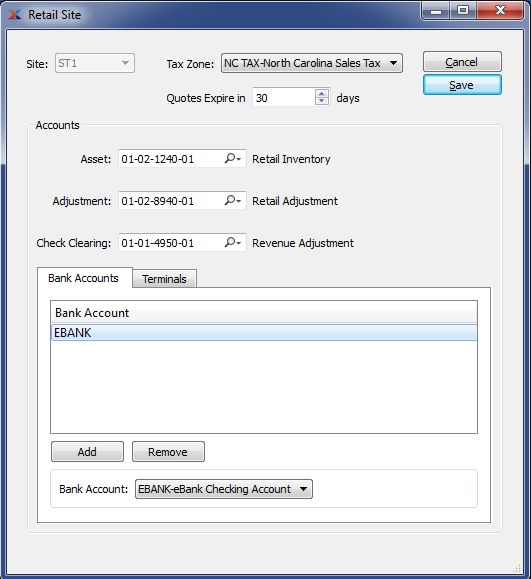 Retail Site
Site: ST1 Tax Zone: NC TAX-North Carolina Sales Tax Cancel
Save
Quotes Expire in 30 days
Accounts
Asset: 01-02-1240-01 Retail Inventory
Adjustment: 01-02-8940-01 Retail Adjustment
Check Clearing: 01-01-4950-01 Revenue Adjustment
Bank Accounts Terminals
Bank Account
EBANK
Add Remove
Bank Account: EBANK-eBank Checking Account